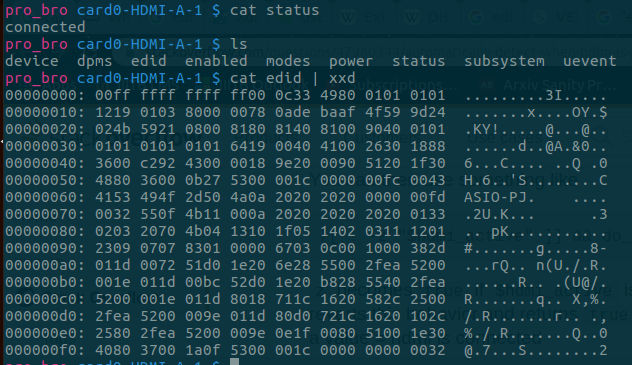 pro_bro card0-HDMI-A-1 $ cat status
connected
pro_bro card0-HDMI-A-1 $ ls
device  dpms  edid  enabled  modes  power  status  subsystem  uevent
pro_bro card0-HDMI-A-1 $ cat edid | xxd
00000000: 00ff ffff ffff ff00 0c33 4980 0101 0101  .........3I.....
00000010: 1219 0103 8000 0078 0ade baaf 4f59 9d24  .......x....OY.$
00000020: 024b 5921 0800 8180 8140 8100 9040 0101  .KY!.....@...@..
00000030: 0101 0101 0101 6419 0040 4100 2630 1888  ......d..@A.&0..
00000040: 3600 c292 4300 0018 9e20 0090 5120 1f30  6...C.... ..Q .0
00000050: 4880 3600 0b27 5300 001c 0000 00fc 0043  H.6..'S........C
00000060: 4153 494f 2d50 4a0a 2020 2020 0000 00fd  ASIO-PJ.    ....
00000070: 0032 550f 4b11 000a 2020 2020 2020 0133  .2U.K...      .3
00000080: 0203 2070 4b04 1310 1f05 1402 0311 1201  .. pK...........
00000090: 2309 0707 8301 0000 6703 0c00 1000 382d  #.......g.....8-
000000a0: 011d 0072 51d0 1e20 6e28 5500 2fea 5200  ...rQ.. n(U./.R.
000000b0: 001e 011d 00bc 52d0 1e20 b828 5540 2fea  ......R.. .(U@/.
000000c0: 5200 001e 011d 8018 711c 1620 582c 2500  R.......q.. X,%.
000000d0: 2fea 5200 009e 011d 80d0 721c 1620 102c  /.R.......r.. .,
000000e0: 2580 2fea 5200 009e 0e1f 0080 5100 1e30  %./.R.......Q..0
000000f0: 4080 3700 1a0f 5300 001c 0000 0000 0032  @.7...S........2
pro_bro card0-HDMI-A-1 $